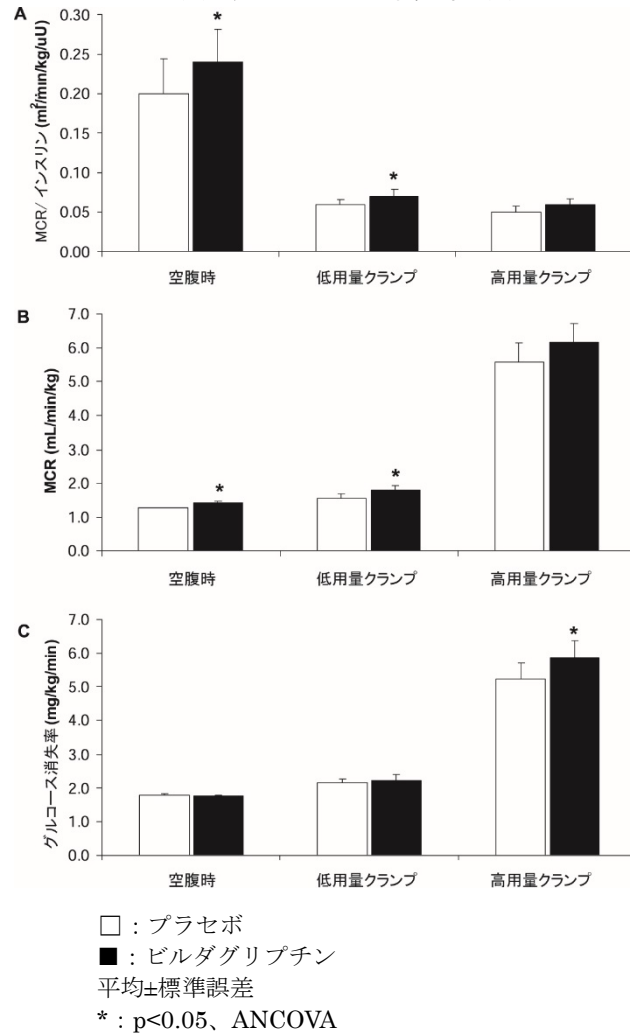 A
MCR/ インスリン (ml²/min/kg/uU)
0.30
0.25
0.20
0.15
0.10
0.05
0.00
*
*
空腹時 低用量クランプ 高用量クランプ
B
MCR (mL/min/kg)
7.0
6.0
5.0
4.0
3.0
2.0
1.0
0.0
*
*
空腹時 低用量クランプ 高用量クランプ
C
グルコース消失率 (mg/kg/min)
7.0
6.0
5.0
4.0
3.0
2.0
1.0
0.0
*
空腹時 低用量クランプ 高用量クランプ
□：プラセボ
■：ビルダグリプチン
平均±標準誤差
*：p<0.05、ANCOVA